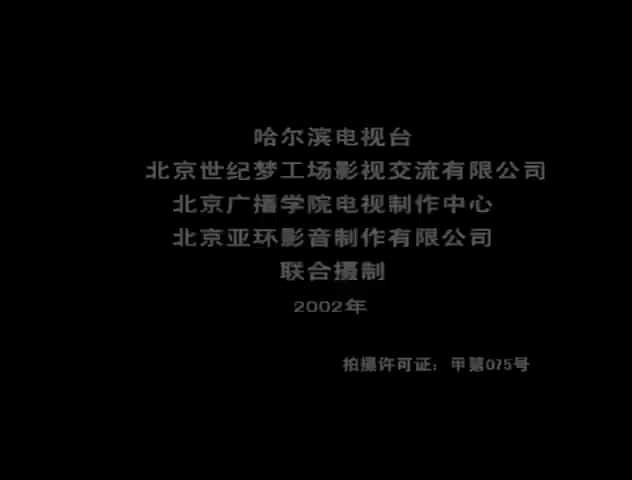 哈尔滨电视台
北京世纪梦工场影视交流有限公司
北京广播学院电视制作中心
北京亚环影音制作有限公司
联合摄制
2002年
拍摄许可证：甲第075号